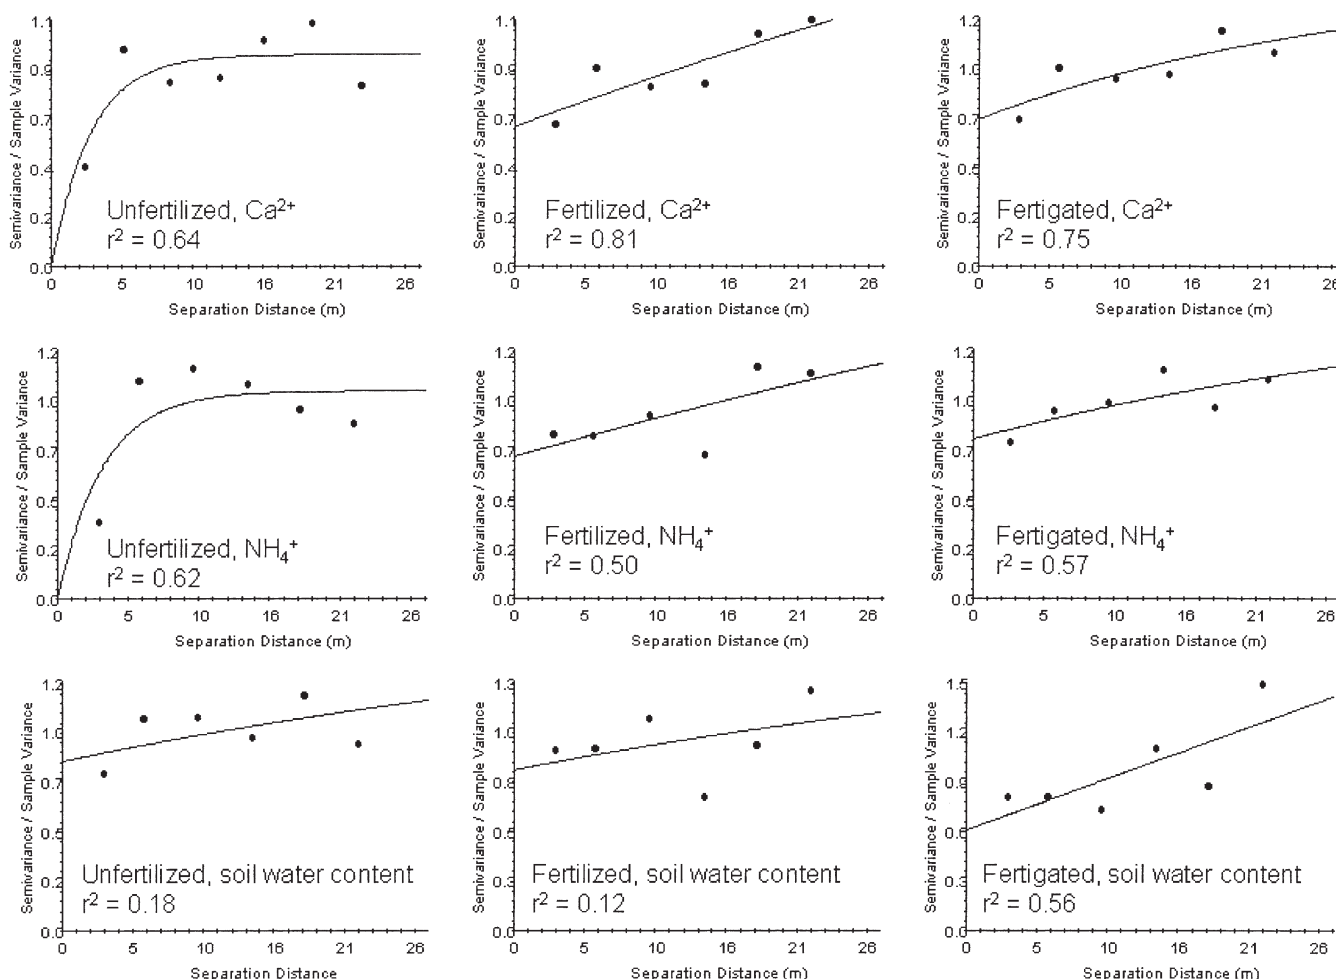 Semivariance / Sample Variance
1.1
0.9
0.7
0.4
0.2
0.0
Unfertilized, Ca²⁺
r² = 0.64
0 5 10 16 21 26
Separation Distance (m)
Semivariance / Sample Variance
1.1
0.9
0.7
0.4
0.2
0.0
Fertilized, Ca²⁺
r² = 0.81
0 5 10 16 21 26
Separation Distance (m)
Semivariance / Sample Variance
1.2
1.0
0.7
0.5
0.2
0.0
Fertigated, Ca²⁺
r² = 0.75
0 5 10 16 21 26
Separation Distance (m)
Semivariance / Sample Variance
1.2
1.0
0.7
0.5
0.2
0.0
Unfertilized, NH₄⁺
r² = 0.62
0 5 10 16 21 26
Separation Distance (m)
Semivariance / Sample Variance
1.2
1.0
0.7
0.5
0.2
0.0
Fertilized, NH₄⁺
r² = 0.50
0 5 10 16 21 26
Separation Distance (m)
Semivariance / Sample Variance
1.2
1.0
0.7
0.5
0.2
0.0
Fertigated, NH₄⁺
r² = 0.57
0 5 10 16 21 26
Separation Distance (m)
Semivariance / Sample Variance
1.2
1.0
0.7
0.5
0.2
0.0
Unfertilized, soil water content
r² = 0.18
0 5 10 16 21 26
Separation Distance
Semivariance / Sample Variance
1.3
1.0
0.8
0.5
0.3
0.0
Fertilized, soil water content
r² = 0.12
0 5 10 16 21 26
Separation Distance (m)
Semivariance / Sample Variance
1.5
1.2
0.9
0.6
0.3
0.0
Fertigated, soil water content
r² = 0.56
0 5 10 16 21 26
Separation Distance (m)